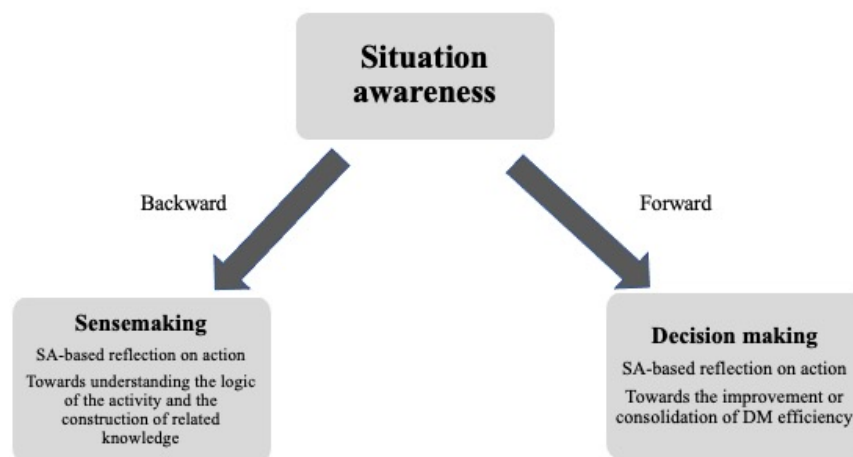 Situation
awareness
Backward
Forward
Sensemaking
SA-based reflection on action
Towards understanding the logic
of the activity and the
construction of related
knowledge
Decision making
SA-based reflection on action
Towards the improvement or
consolidation of DM efficiency